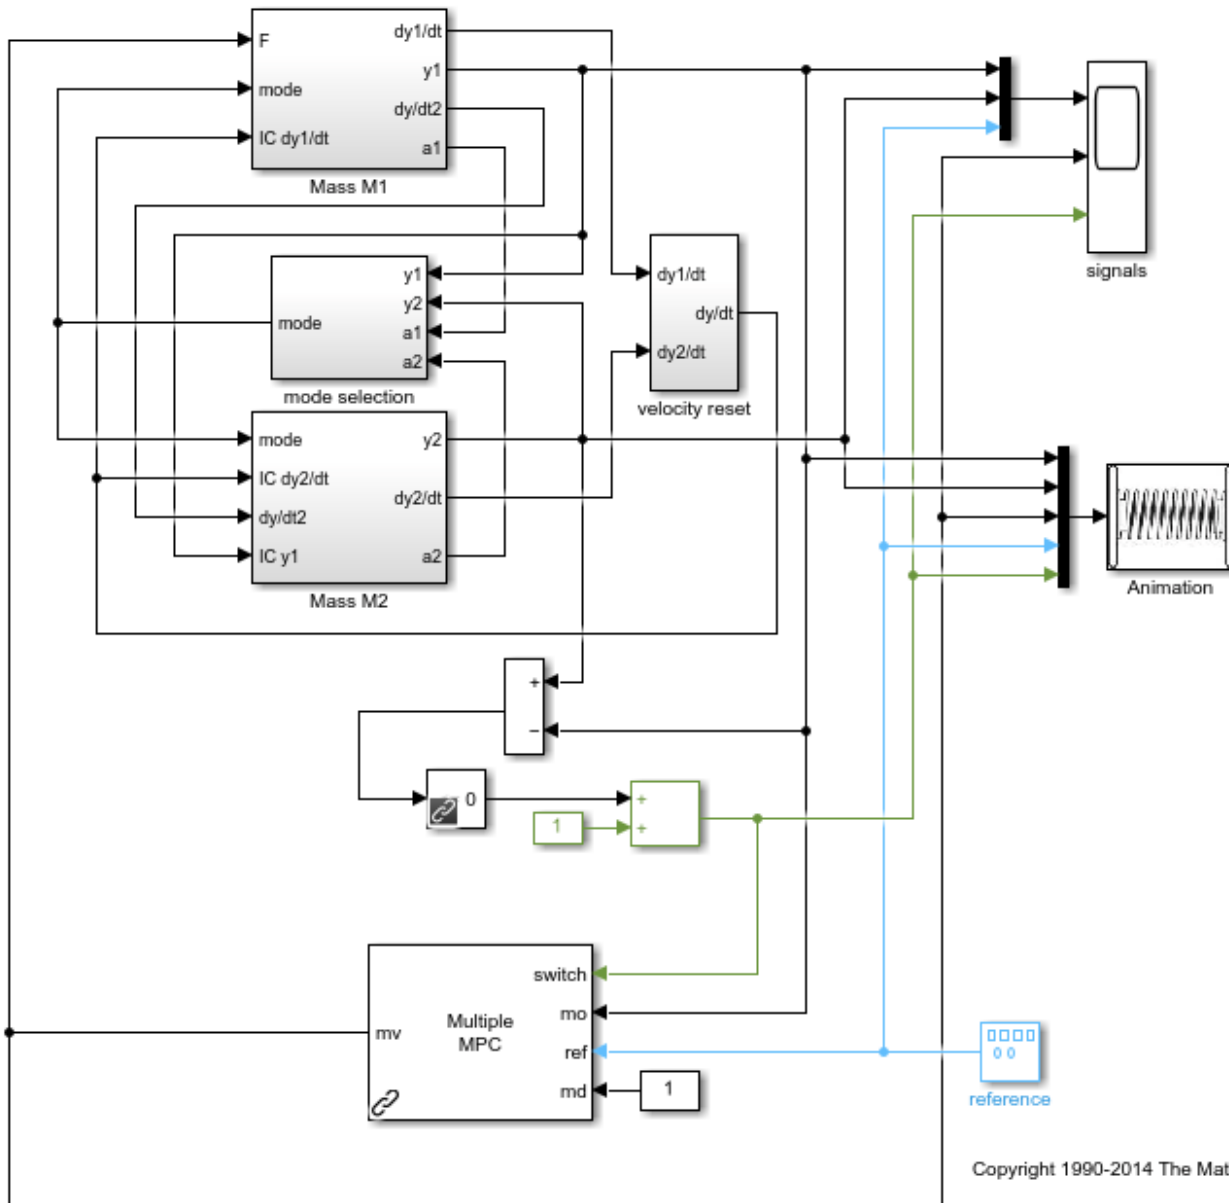 F
mode
IC dy1/dt
dy1/dt
y1
dy/dt2
a1
Mass M1
mode
y1
y2
a1
a2
mode selection
dy1/dt
dy2/dt
dy/dt
velocity reset
signals
mode
IC dy2/dt
dy/dt2
IC y1
y2
dy2/dt
a2
Mass M2
Animation
+
−
0
1
+
+
mv
Multiple
MPC
switch
mo
ref
md
1
reference
Copyright 1990-2014 The Mat